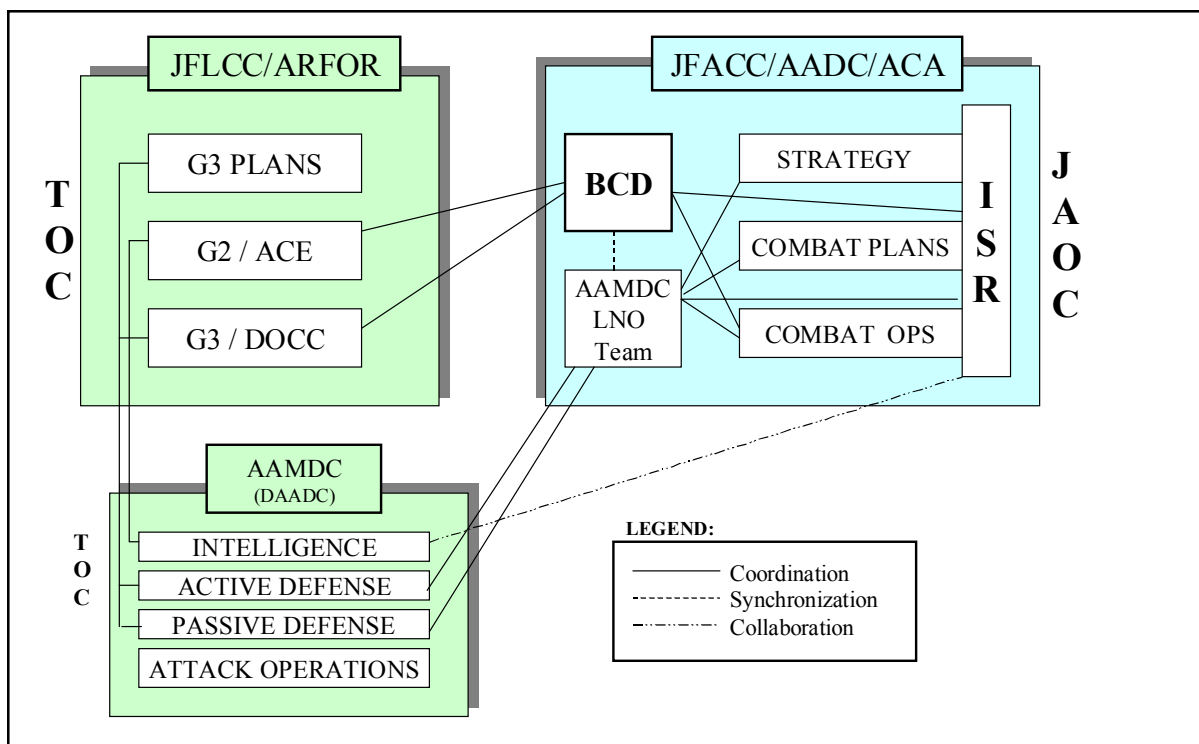 JFLCC/ARFOR
TOC
G3 PLANS
G2 / ACE
G3 / DOCC
JFACC/AADC/ACA
BCD
AAMDC
LNO
Team
STRATEGY
COMBAT PLANS
COMBAT OPS
ISR
JAOC
AAMDC
(DAADC)
TOC
INTELLIGENCE
ACTIVE DEFENSE
PASSIVE DEFENSE
ATTACK OPERATIONS
LEGEND:
Coordination
Synchronization
Collaboration